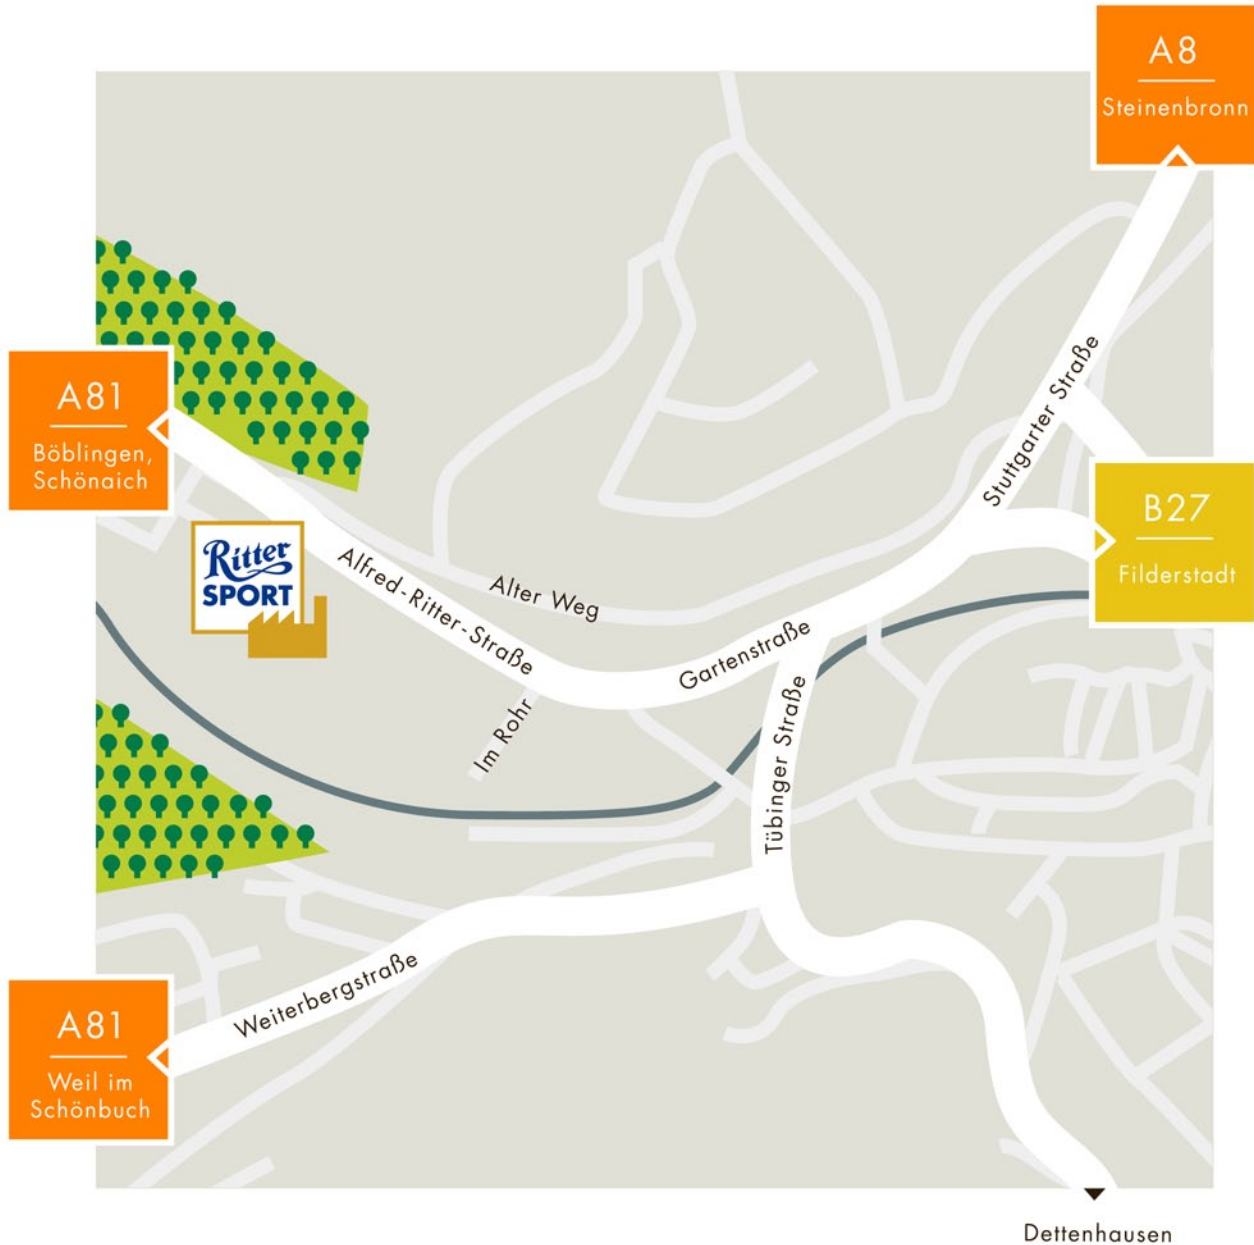 A8
Steinenbronn
A81
Böblingen,
Schönaich
Stuttgarter Straße
B27
Filderstadt
Ritter
SPORT
Alfred-Ritter-Straße
Alter Weg
Gartenstraße
Im Rohr
Tübinger Straße
Weiterbergstraße
A81
Weil im
Schönbuch
Dettenhausen